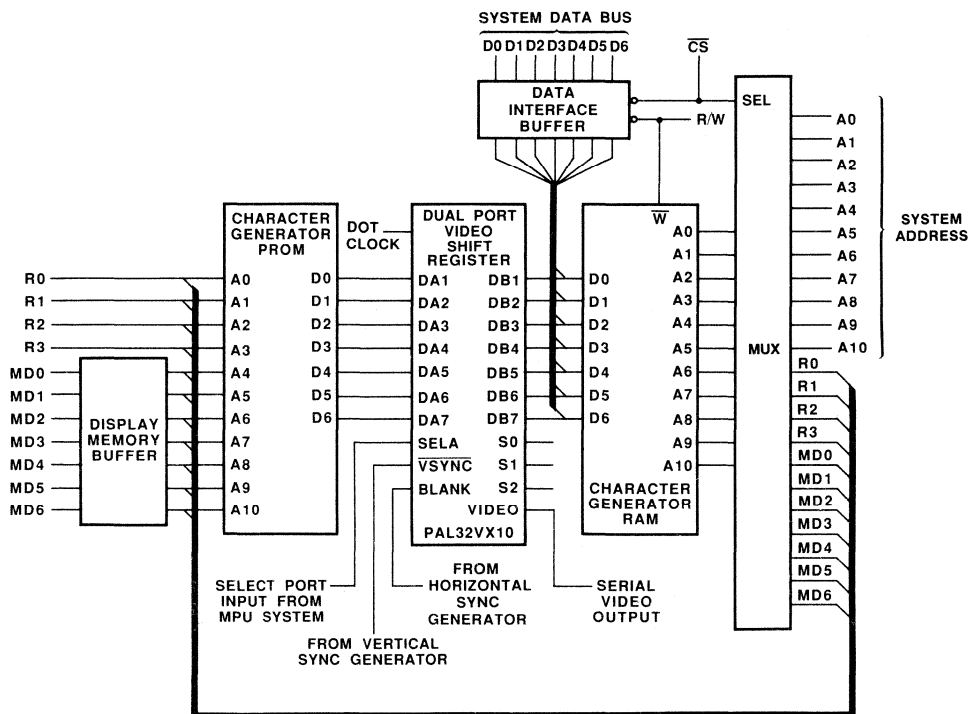 SYSTEM DATA BUS
D0 D1 D2 D3 D4 D5 D6
CS
DATA
INTERFACE
BUFFER
R/W
SEL
A0
A1
A2
A3
A4
A5
A6
A7
A8
A9
A10
SYSTEM
ADDRESS
MUX
R0
R1
R2
R3
MD0
MD1
MD2
MD3
MD4
MD5
MD6
R0
R1
R2
R3
MD0
MD1
MD2
MD3
MD4
MD5
MD6
DISPLAY
MEMORY
BUFFER
CHARACTER
GENERATOR
PROM
A0 D0
A1 D1
A2 D2
A3 D3
A4 D4
A5 D5
A6 D6
A7
A8
A9
A10
DOT
CLOCK
DUAL PORT
VIDEO
SHIFT
REGISTER
DA1 DB1
DA2 DB2
DA3 DB3
DA4 DB4
DA5 DB5
DA6 DB6
DA7 DB7
SELA S0
VSYNC S1
BLANK S2
VIDEO
PAL32VX10
W
A0
A1
D0 A2
D1 A3
D2 A4
D3 A5
D4 A6
D5 A7
D6 A8
A9
A10
CHARACTER
GENERATOR
RAM
SELECT PORT
INPUT FROM
MPU SYSTEM
FROM VERTICAL
SYNC GENERATOR
FROM
HORIZONTAL
SYNC
GENERATOR
SERIAL
VIDEO
OUTPUT